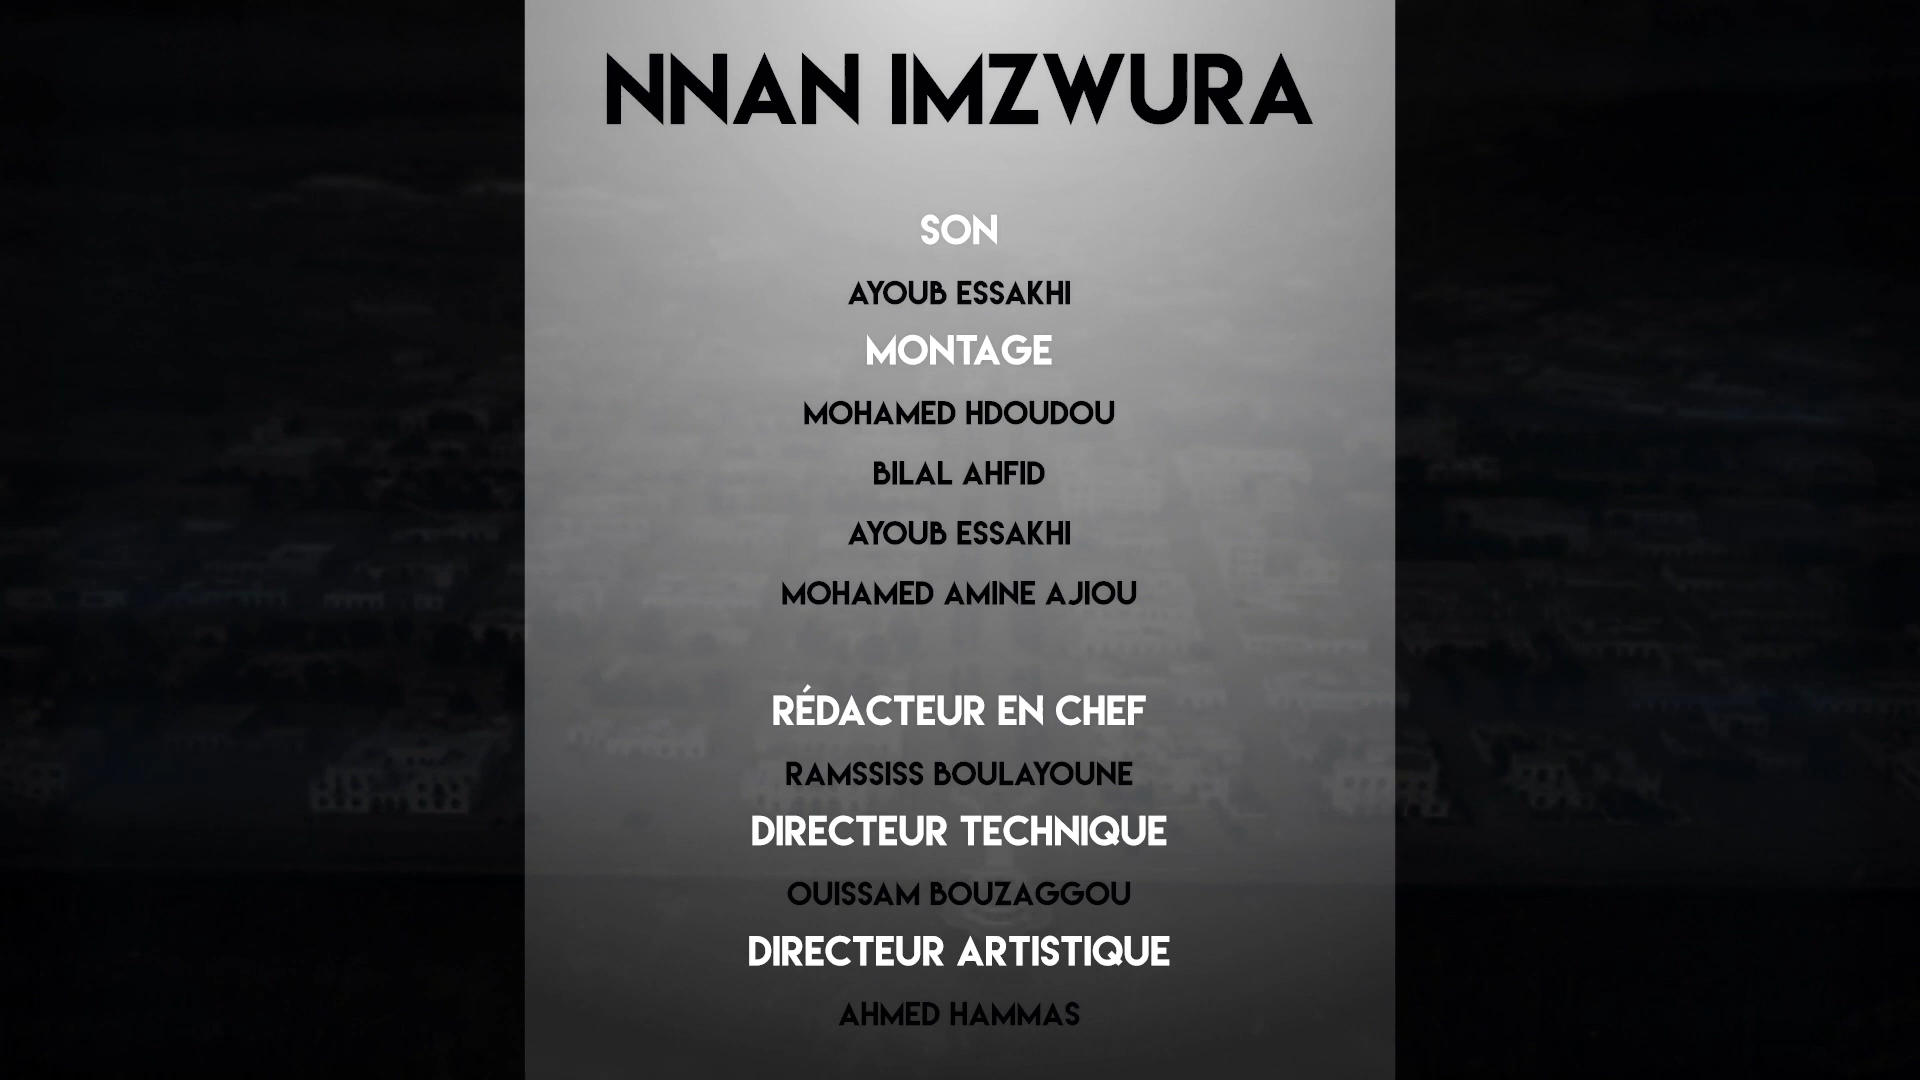 NNAN IMZWURA
SON
AYOUB ESSAKHI
MONTAGE
MOHAMED HDOUDOU
BILAL AHFID
AYOUB ESSAKHI
MOHAMED AMINE AJIOU
RÉDACTEUR EN CHEF
RAMSSISS BOULAYOUNE
DIRECTEUR TECHNIQUE
OUISSAM BOUZAGGOU
DIRECTEUR ARTISTIQUE
AHMED HAMMAS